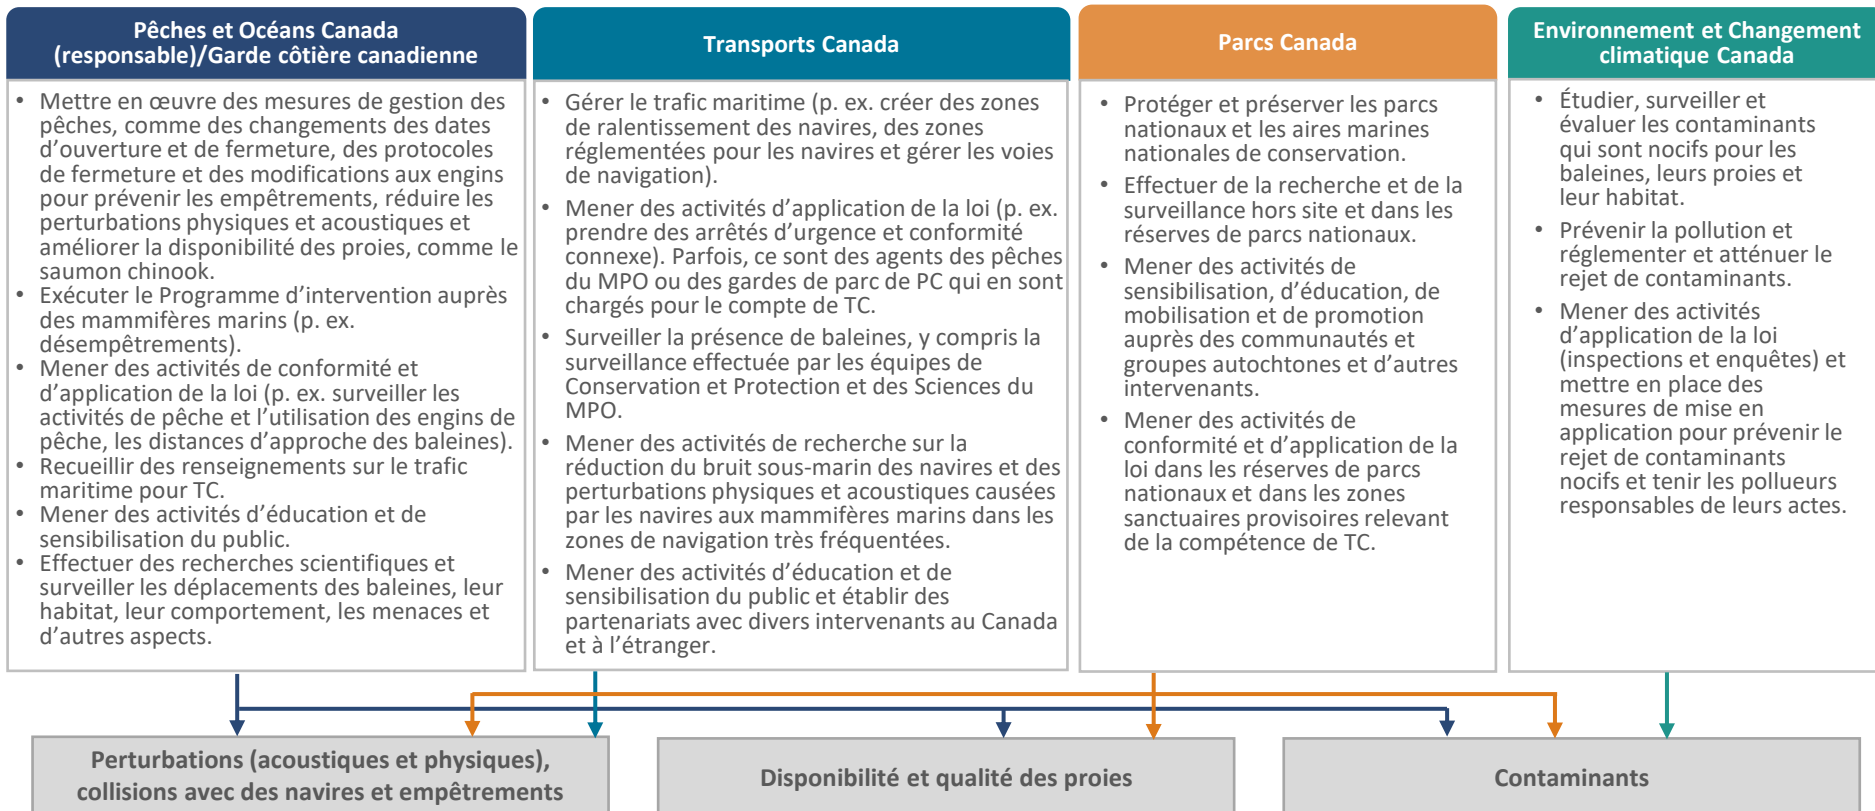 Pêches et Océans Canada
(responsable)/Garde côtière canadienne
• Mettre en œuvre des mesures de gestion des
pêches, comme des changements des dates
d’ouverture et de fermeture, des protocoles
de fermeture et des modifications aux engins
pour prévenir les empêtrements, réduire les
perturbations physiques et acoustiques et
améliorer la disponibilité des proies, comme le
saumon chinook.
• Exécuter le Programme d’intervention auprès
des mammifères marins (p. ex.
désempêtrements).
• Mener des activités de conformité et
d’application de la loi (p. ex. surveiller les
activités de pêche et l’utilisation des engins de
pêche, les distances d’approche des baleines).
• Recueillir des renseignements sur le trafic
maritime pour TC.
• Mener des activités d’éducation et de
sensibilisation du public.
• Effectuer des recherches scientifiques et
surveiller les déplacements des baleines, leur
habitat, leur comportement, les menaces et
d’autres aspects.
Transports Canada
• Gérer le trafic maritime (p. ex. créer des zones
de ralentissement des navires, des zones
réglementées pour les navires et gérer les voies
de navigation).
• Mener des activités d’application de la loi (p. ex.
prendre des arrêtés d’urgence et conformité
connexe). Parfois, ce sont des agents des pêches
du MPO ou des gardes de parc de PC qui en sont
chargés pour le compte de TC.
• Surveiller la présence de baleines, y compris la
surveillance effectuée par les équipes de
Conservation et Protection et des Sciences du
MPO.
• Mener des activités de recherche sur la
réduction du bruit sous-marin des navires et des
perturbations physiques et acoustiques causées
par les navires aux mammifères marins dans les
zones de navigation très fréquentées.
• Mener des activités d’éducation et de
sensibilisation du public et établir des
partenariats avec divers intervenants au Canada
et à l’étranger.
Parcs Canada
• Protéger et préserver les parcs
nationaux et les aires marines
nationales de conservation.
• Effectuer de la recherche et de la
surveillance hors site et dans les
réserves de parcs nationaux.
• Mener des activités de
sensibilisation, d’éducation, de
mobilisation et de promotion
auprès des communautés et
groupes autochtones et d’autres
intervenants.
• Mener des activités de
conformité et d’application de la
loi dans les réserves de parcs
nationaux et dans les zones
sanctuaires provisoires relevant
de la compétence de TC.
Environnement et Changement
climatique Canada
• Étudier, surveiller et
évaluer les contaminants
qui sont nocifs pour les
baleines, leurs proies et
leur habitat.
• Prévenir la pollution et
réglementer et atténuer le
rejet de contaminants.
• Mener des activités
d’application de la loi
(inspections et enquêtes) et
mettre en place des
mesures de mise en
application pour prévenir le
rejet de contaminants
nocifs et tenir les pollueurs
responsables de leurs actes.
Perturbations (acoustiques et physiques),
collisions avec des navires et empêtrements
Disponibilité et qualité des proies
Contaminants